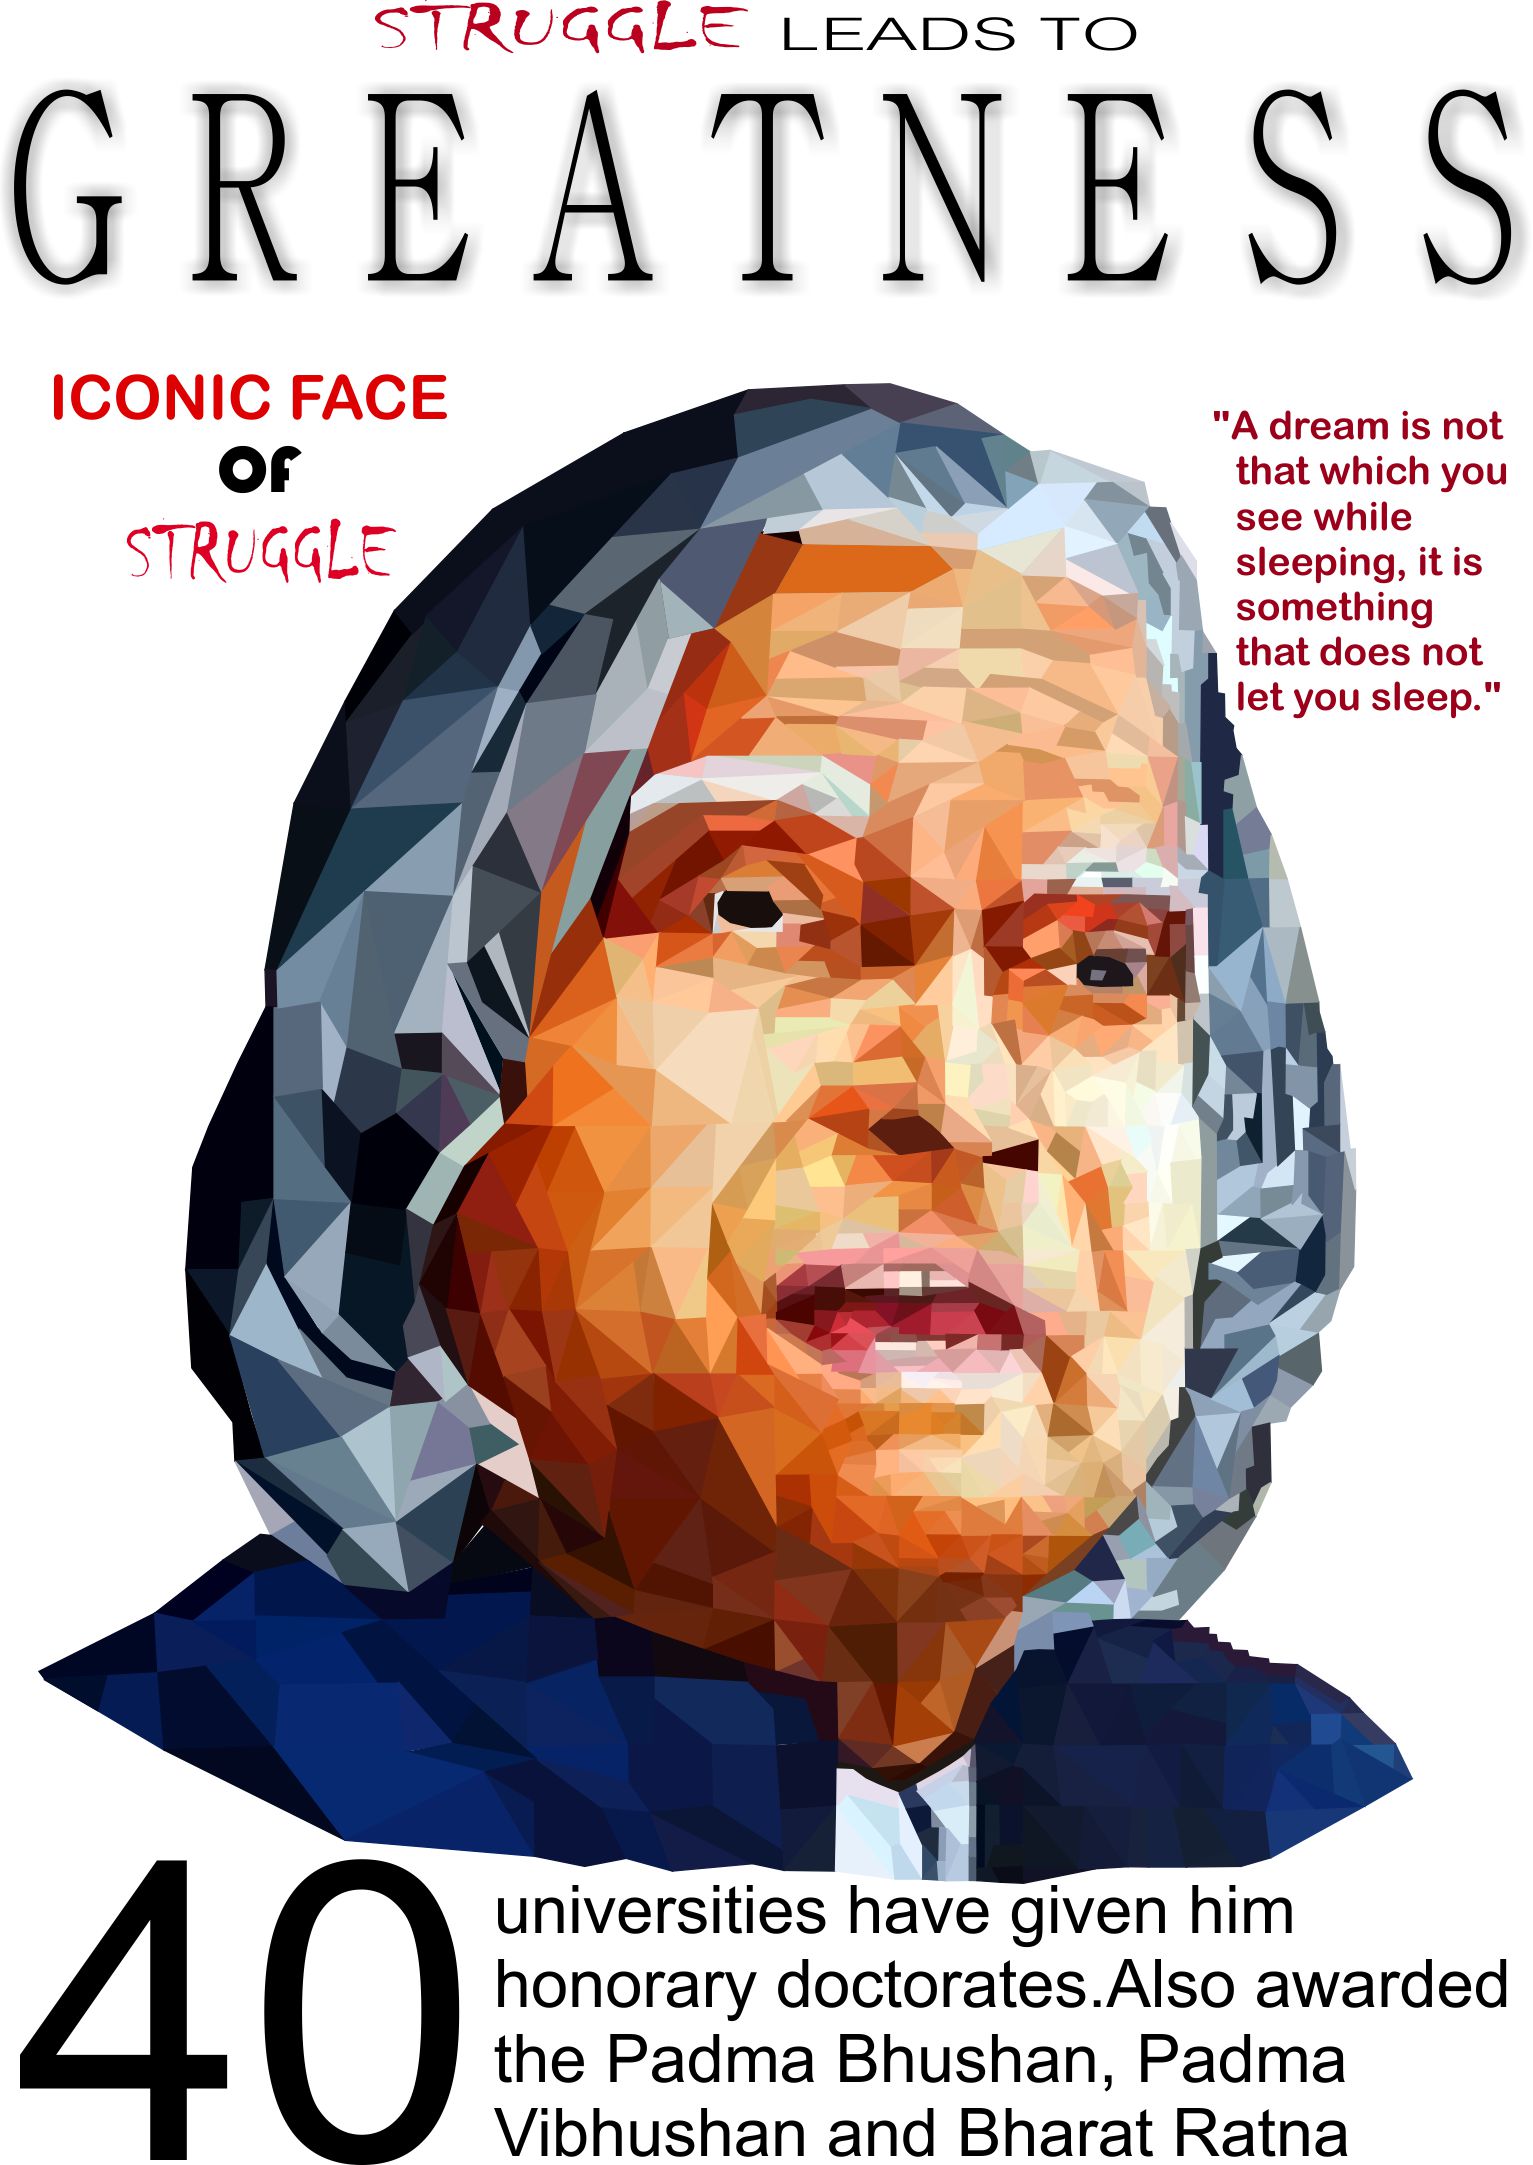 STRUGGLE LEADS TO
GREATNESS
ICONIC FACE
OF
STRUGGLE
"A dream is not
that which you
see while
sleeping, it is
something
that does not
let you sleep."
40
universities have given him
honorary doctorates.Also awarded
the Padma Bhushan, Padma
Vibhushan and Bharat Ratna